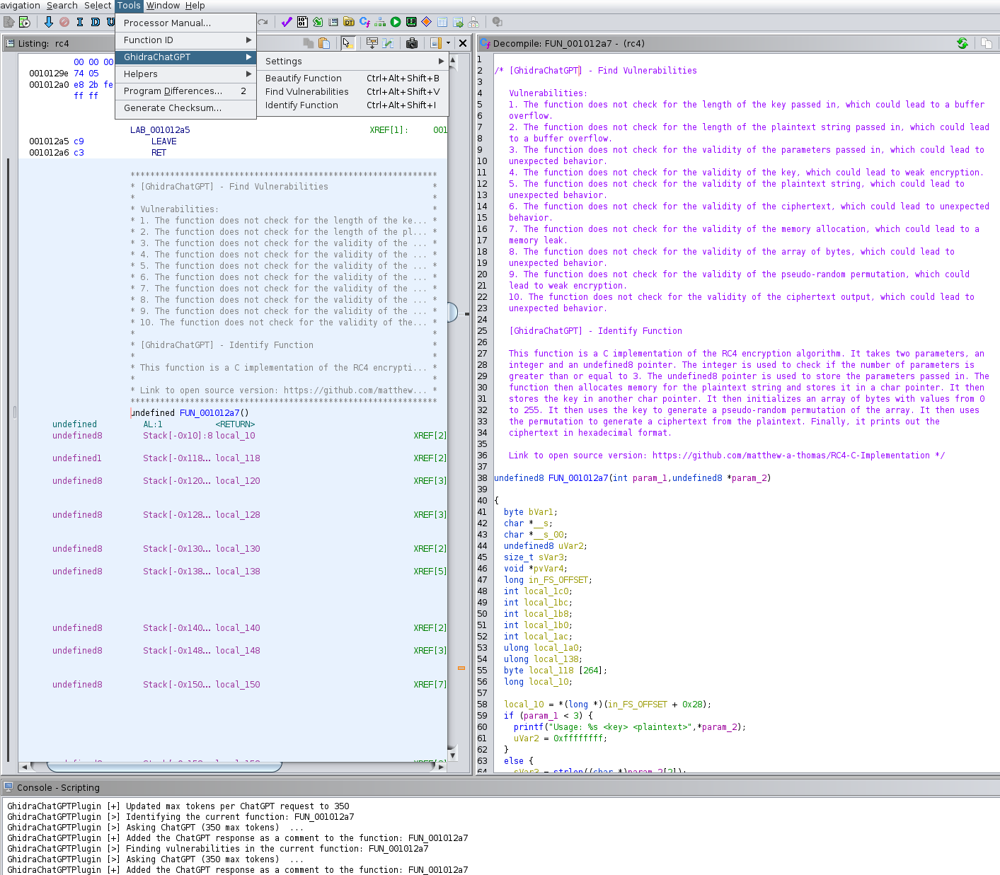 avigation Search Select Tools Window Help
Processor Manual...
Function ID
GhidraChatGPT
Helpers
Program Differences... 2
Generate Checksum...
Settings
Beautify Function Ctrl+Alt+Shift+B
Find Vulnerabilities Ctrl+Alt+Shift+V
Identify Function Ctrl+Alt+Shift+I
Listing: rc4
00 00 00
0010129e 74 05
001012a0 e8 2b fe
ff ff
LAB_001012a5 XREF[1]: 001
001012a5 c9 LEAVE
001012a6 c3 RET
*************************************************************
* [GhidraChatGPT] - Find Vulnerabilities *
* *
* Vulnerabilities: *
* 1. The function does not check for the length of the ke... *
* 2. The function does not check for the length of the pl... *
* 3. The function does not check for the validity of the ... *
* 4. The function does not check for the validity of the ... *
* 5. The function does not check for the validity of the ... *
* 6. The function does not check for the validity of the ... *
* 7. The function does not check for the validity of the ... *
* 8. The function does not check for the validity of the ... *
* 9. The function does not check for the validity of the ... *
* 10. The function does not check for the validity of the... *
* *
* [GhidraChatGPT] - Identify Function *
* *
* This function is a C implementation of the RC4 encrypti... *
* *
* Link to open source version: https://github.com/matthew... *
*************************************************************
undefined FUN_001012a7()
undefined AL:1 <RETURN>
undefined8 Stack[-0x10]:8 local_10 XREF[2]
undefined1 Stack[-0x118... local_118 XREF[2]
undefined8 Stack[-0x120... local_120 XREF[3]
undefined8 Stack[-0x128... local_128 XREF[3]
undefined8 Stack[-0x130... local_130 XREF[2]
undefined8 Stack[-0x138... local_138 XREF[5]
undefined8 Stack[-0x140... local_140 XREF[2]
undefined8 Stack[-0x148... local_148 XREF[3]
undefined8 Stack[-0x150... local_150 XREF[7]
Decompile: FUN_001012a7 - (rc4)
1
2 /* [GhidraChatGPT] - Find Vulnerabilities
3
4 Vulnerabilities:
5 1. The function does not check for the length of the key passed in, which could lead to a buffer
6 overflow.
7 2. The function does not check for the length of the plaintext string passed in, which could lead
8 to a buffer overflow.
9 3. The function does not check for the validity of the parameters passed in, which could lead to
10 unexpected behavior.
11 4. The function does not check for the validity of the key, which could lead to weak encryption.
12 5. The function does not check for the validity of the plaintext string, which could lead to
13 unexpected behavior.
14 6. The function does not check for the validity of the ciphertext, which could lead to unexpected
15 behavior.
16 7. The function does not check for the validity of the memory allocation, which could lead to a
17 memory leak.
18 8. The function does not check for the validity of the array of bytes, which could lead to
19 unexpected behavior.
20 9. The function does not check for the validity of the pseudo-random permutation, which could
21 lead to weak encryption.
22 10. The function does not check for the validity of the ciphertext output, which could lead to
23 unexpected behavior.
24
25 [GhidraChatGPT] - Identify Function
26
27 This function is a C implementation of the RC4 encryption algorithm. It takes two parameters, an
28 integer and an undefined8 pointer. The integer is used to check if the number of parameters is
29 greater than or equal to 3. The undefined8 pointer is used to store the parameters passed in. The
30 function then allocates memory for the plaintext string and stores it in a char pointer. It then
31 stores the key in another char pointer. It then initializes an array of bytes with values from 0
32 to 255. It then uses the key to generate a pseudo-random permutation of the array. It then uses
33 the permutation to generate a ciphertext from the plaintext. Finally, it prints out the
34 ciphertext in hexadecimal format.
35
36 Link to open source version: https://github.com/matthew-a-thomas/RC4-C-Implementation */
37
38 undefined8 FUN_001012a7(int param_1,undefined8 *param_2)
39
40 {
41 byte bVar1;
42 char *__s;
43 char *__s_00;
44 undefined8 uVar2;
45 size_t sVar3;
46 void *pvVar4;
47 long in_FS_OFFSET;
48 int local_1c0;
49 int local_1bc;
50 int local_1b8;
51 int local_1b0;
52 int local_1ac;
53 ulong local_1a0;
54 ulong local_138;
55 byte local_118 [264];
56 long local_10;
57
58 local_10 = *(long *)(in_FS_OFFSET + 0x28);
59 if (param_1 < 3) {
60 printf("Usage: %s <key> <plaintext>",*param_2);
61 uVar2 = 0xffffffff;
62 }
63 else {
64 sVar3 = strlen((char *)param_2[2]);
Console - Scripting
GhidraChatGPTPlugin [+] Updated max tokens per ChatGPT request to 350
GhidraChatGPTPlugin [>] Identifying the current function: FUN_001012a7
GhidraChatGPTPlugin [>] Asking ChatGPT (350 max tokens) ...
GhidraChatGPTPlugin [+] Added the ChatGPT response as a comment to the function: FUN_001012a7
GhidraChatGPTPlugin [>] Finding vulnerabilities in the current function: FUN_001012a7
GhidraChatGPTPlugin [>] Asking ChatGPT (350 max tokens) ...
GhidraChatGPTPlugin [+] Added the ChatGPT response as a comment to the function: FUN_001012a7